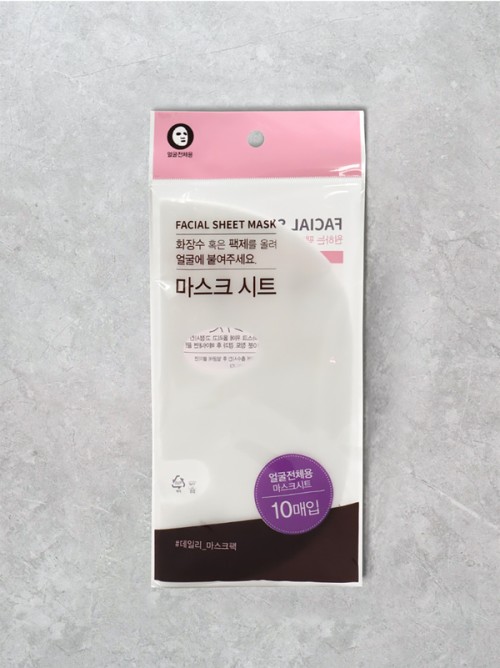 얼굴전체용
FACIAL SHEET MASK
FACIAL S
화장수 혹은 팩제를 올려
얼굴에 붙여주세요.
마스크 시트
얼굴전체용
마스크시트
10매입
#데일리_마스크팩